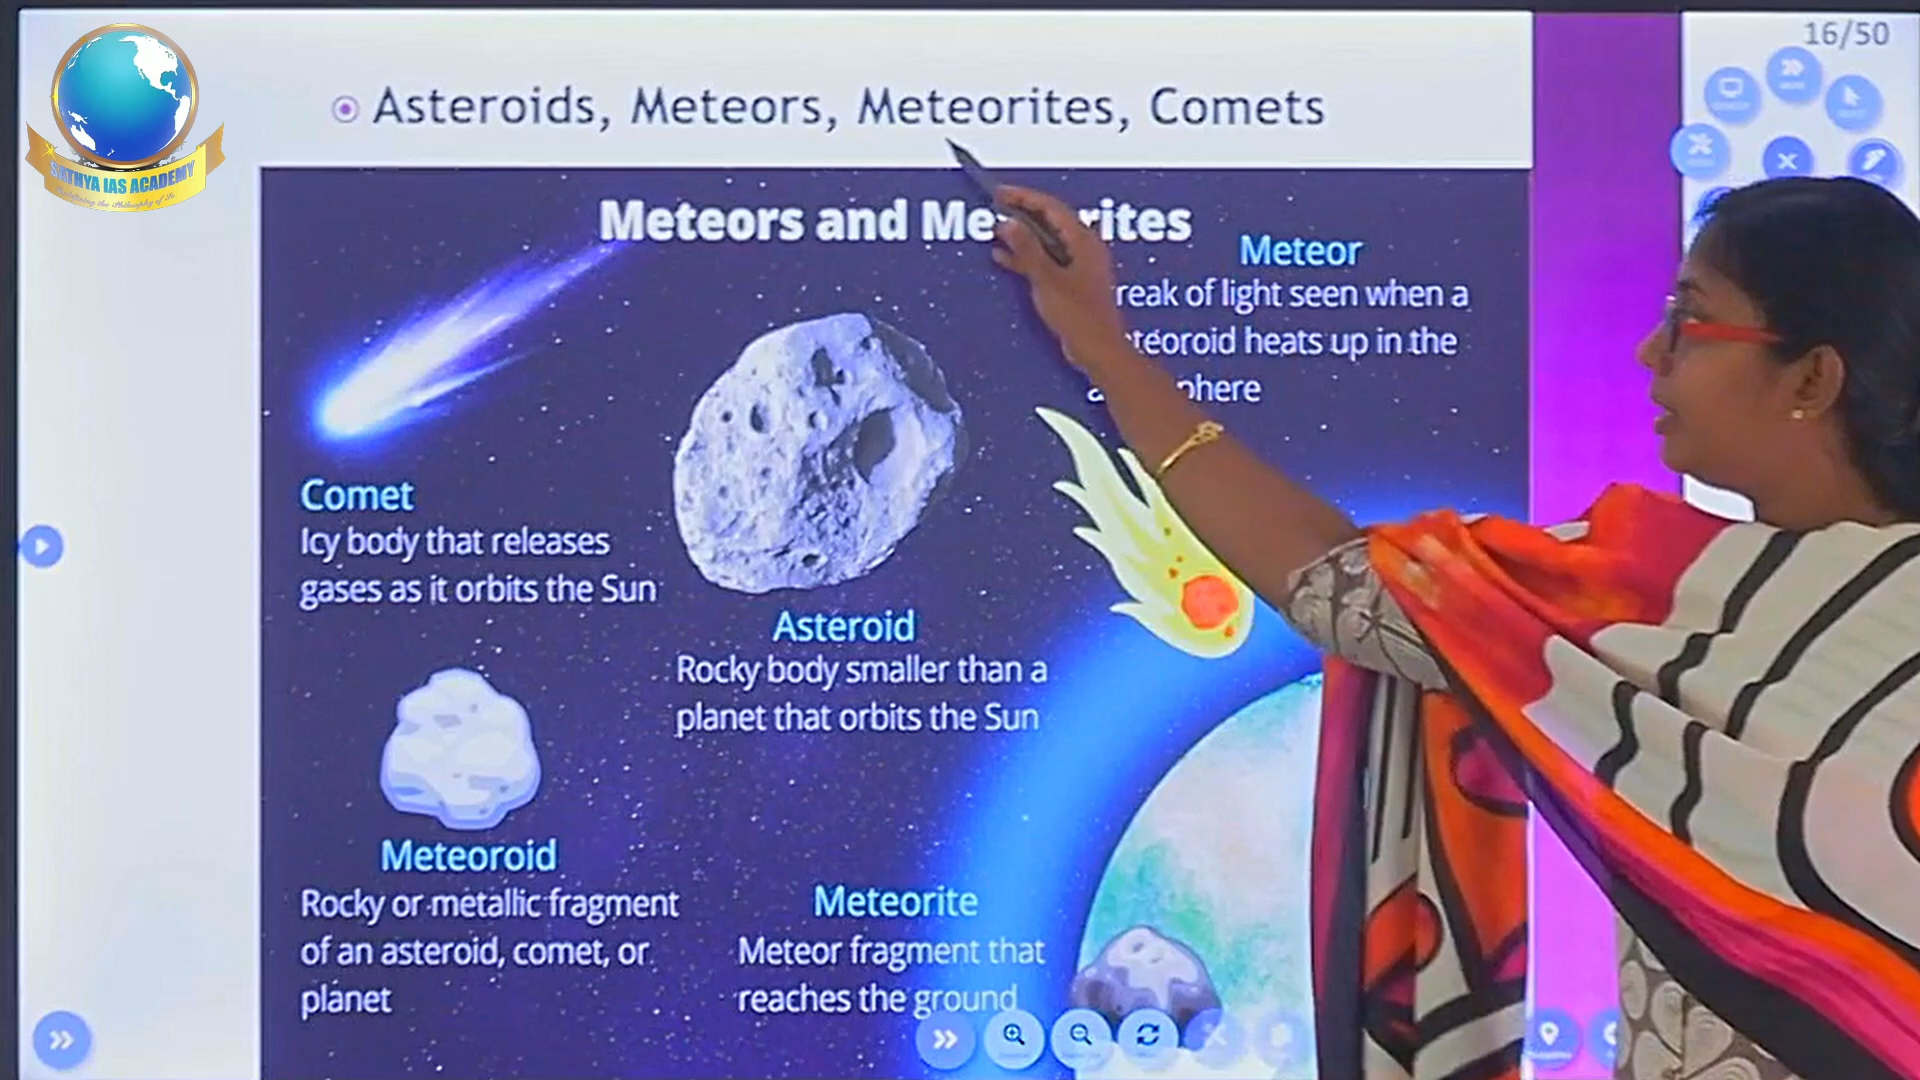 16/50
SATHYA IAS ACADEMY
Asteroids, Meteors, Meteorites, Comets
Meteors and Me rites
Meteor
reak of light seen when a
teoroid heats up in the
a phere
Comet
Icy body that releases
gases as it orbits the Sun
Asteroid
Rocky body smaller than a
planet that orbits the Sun
Meteoroid
Rocky or metallic fragment
of an asteroid, comet, or
planet
Meteorite
Meteor fragment that
reaches the ground